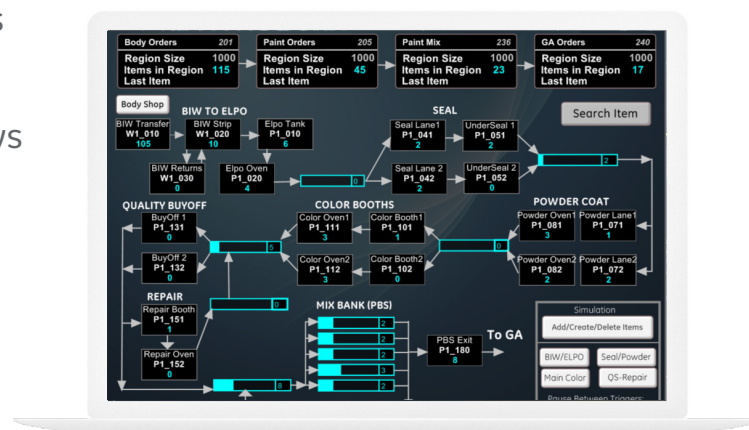 s
ws
Body Orders 201
Region Size 1000
Items in Region 115
Last Item
Paint Orders 205
Region Size 1000
Items in Region 45
Last Item
Paint Mix 236
Region Size 1000
Items in Region 23
Last Item
GA Orders 240
Region Size 1000
Items in Region 17
Last Item
Body Shop
BIW TO ELPO
BIW Transfer
W1_010
105
BIW Strip
W1_020
10
Elpo Tank
P1_010
6
BIW Returns
W1_030
0
Elpo Oven
P1_020
4
0
SEAL
Seal Lane1
P1_041
2
UnderSeal 1
P1_051
2
Seal Lane 2
P1_042
2
UnderSeal 2
P1_052
0
2
Search Item
QUALITY BUYOFF
BuyOff 1
P1_131
0
BuyOff 2
P1_132
0
5
COLOR BOOTHS
Color Oven1
P1_111
3
Color Booth1
P1_101
1
Color Oven2
P1_112
3
Color Booth2
P1_102
0
0
POWDER COAT
Powder Oven1
P1_081
3
Powder Lane1
P1_071
1
Powder Oven2
P1_082
2
Powder Lane2
P1_072
2
REPAIR
Repair Booth
P1_151
1
Repair Oven
P1_152
0
0
8
MIX BANK (PBS)
2
2
2
3
2
PBS Exit
P1_180
8
To GA
Simulation
Add/Create/Delete Items
BIW/ELPO
Seal/Powder
Main Color
QS-Repair
Pause Between Triggers: